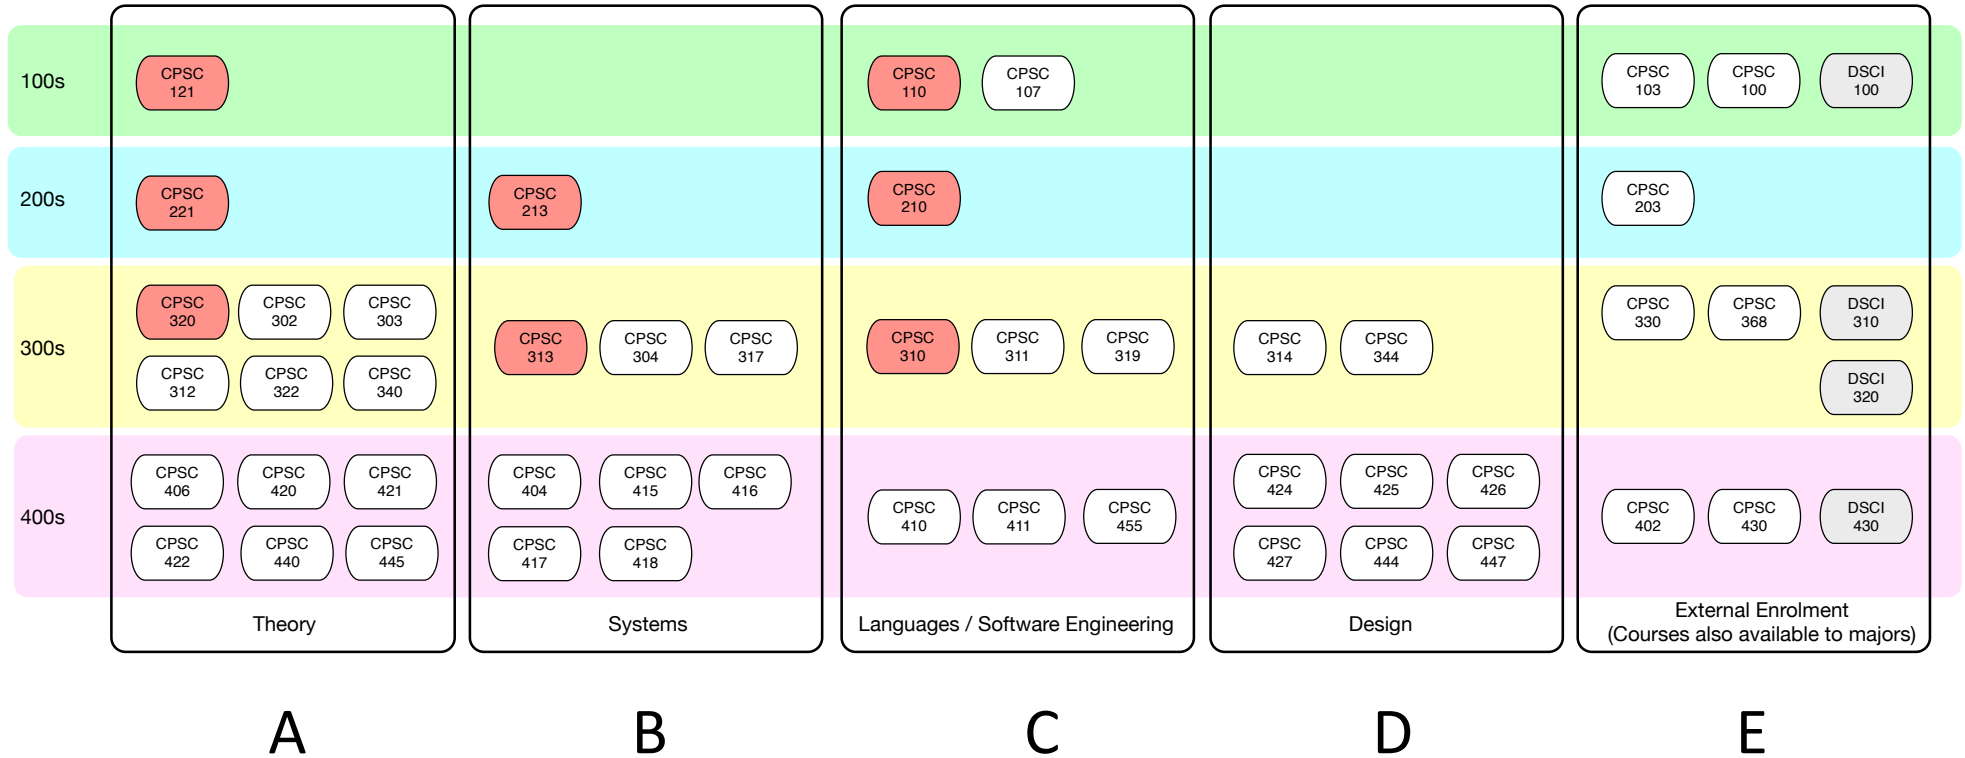 100s
CPSC
121
CPSC
110
CPSC
107
CPSC
103
CPSC
100
DSCI
100
200s
CPSC
221
CPSC
213
CPSC
210
CPSC
203
300s
CPSC
320
CPSC
302
CPSC
303
CPSC
312
CPSC
322
CPSC
340
CPSC
313
CPSC
304
CPSC
317
CPSC
310
CPSC
311
CPSC
319
CPSC
314
CPSC
344
CPSC
330
CPSC
368
DSCI
310
DSCI
320
400s
CPSC
406
CPSC
420
CPSC
421
CPSC
422
CPSC
440
CPSC
445
CPSC
404
CPSC
415
CPSC
416
CPSC
417
CPSC
418
CPSC
410
CPSC
411
CPSC
455
CPSC
424
CPSC
425
CPSC
426
CPSC
427
CPSC
444
CPSC
447
CPSC
402
CPSC
430
DSCI
430
Theory
Systems
Languages / Software Engineering
Design
External Enrolment
(Courses also available to majors)
A
B
C
D
E